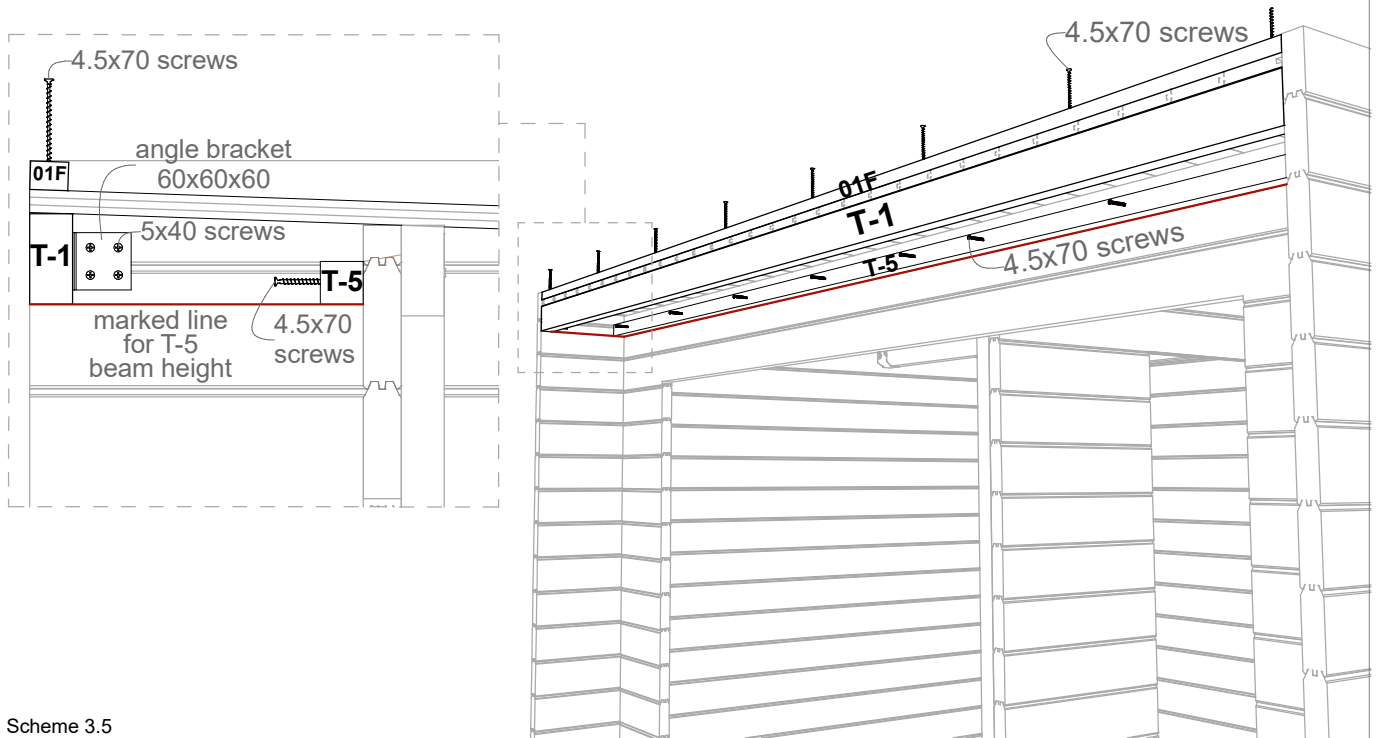 4.5x70 screws
angle bracket
60x60x60
01F
5x40 screws
T-1
T-5
marked line
for T-5
beam height
4.5x70
screws
4.5x70 screws
01F
T-1
T-5
4.5x70 screws
Scheme 3.5